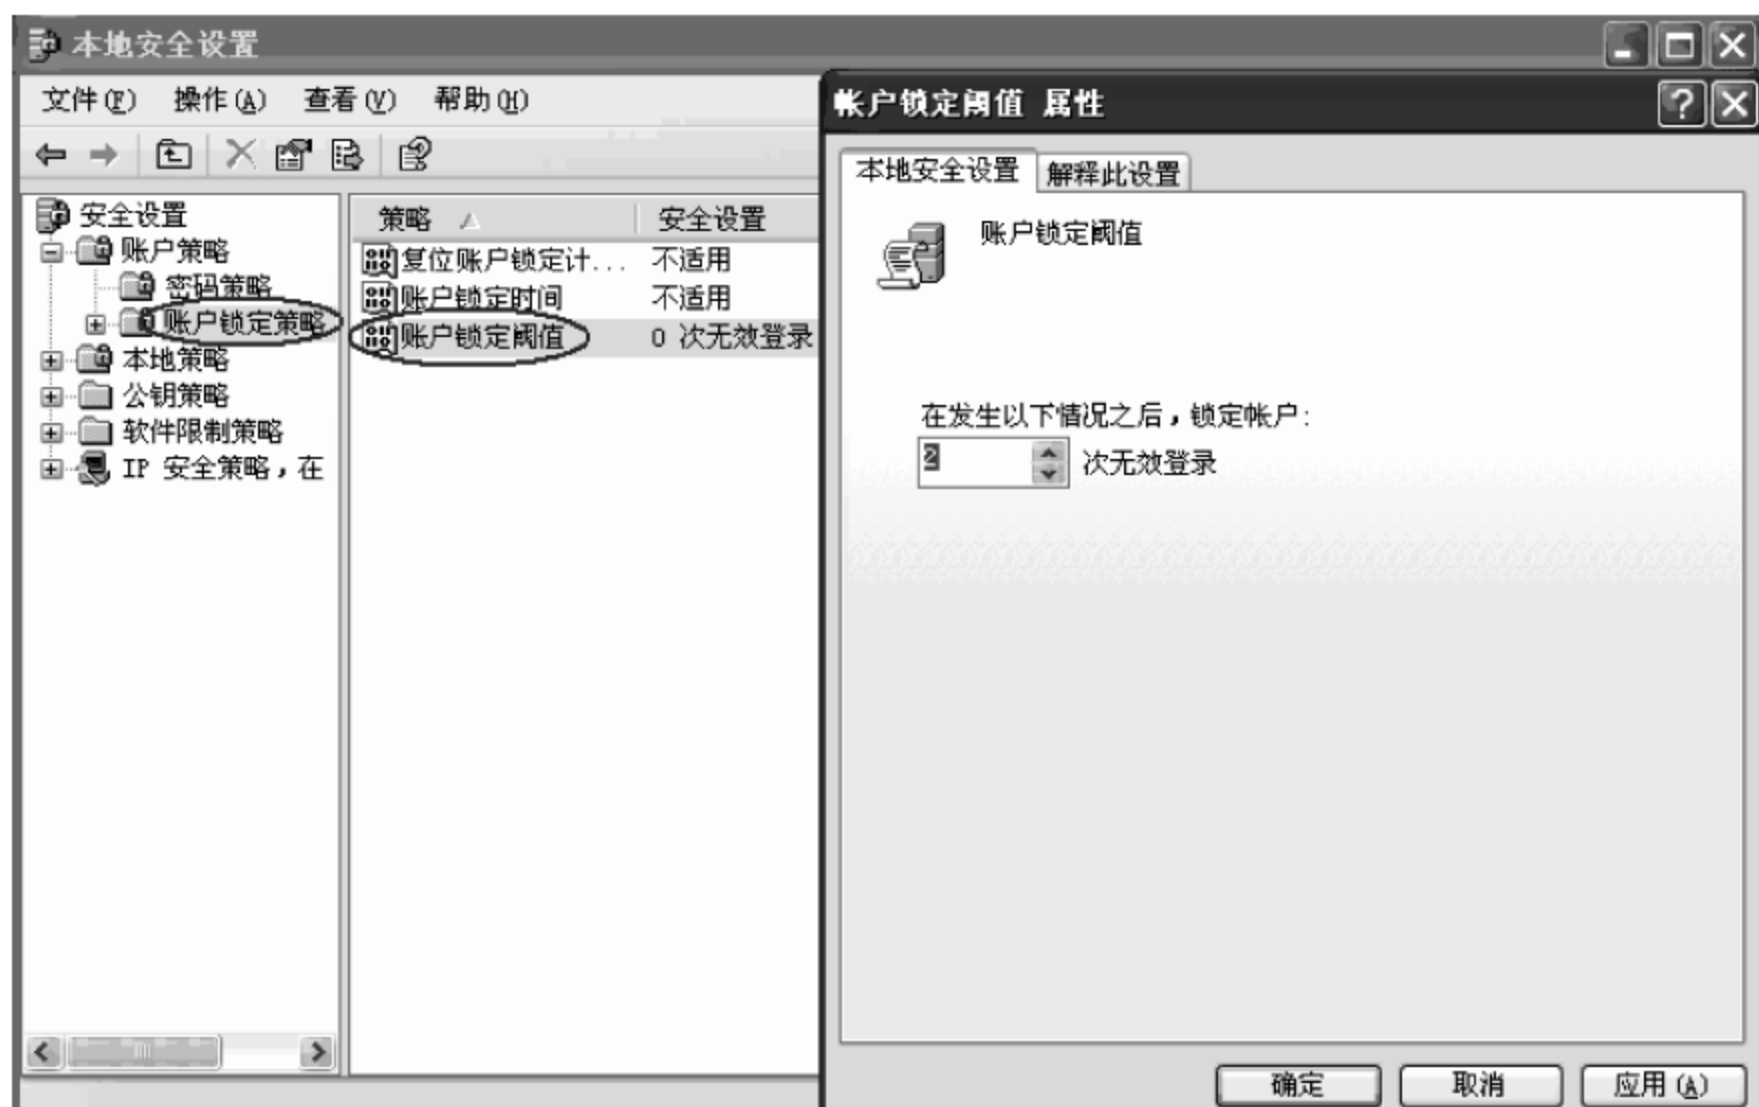 本地安全设置
文件(F) 操作(A) 查看(V) 帮助(H)
安全设置
账户策略
密码策略
账户锁定策略
本地策略
公钥策略
软件限制策略
IP 安全策略，在
策略 安全设置
复位账户锁定计... 不适用
账户锁定时间 不适用
账户锁定阈值 0 次无效登录
帐户锁定阈值 属性
本地安全设置 解释此设置
账户锁定阈值
在发生以下情况之后，锁定帐户:
2 次无效登录
确定 取消 应用(A)